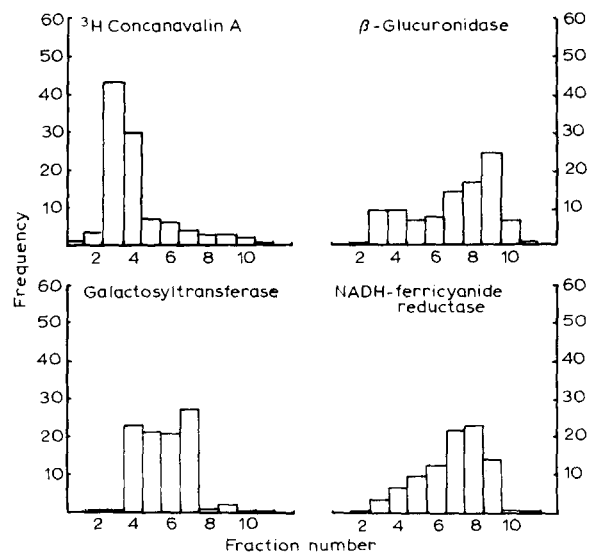 ³H Concanavalin A
β-Glucuronidase
60
50
40
30
20
10
2 4 6 8 10
2 4 6 8 10
60
50
40
30
20
10
Galactosyltransferase
NADH-ferricyanide
reductase
60
50
40
30
20
10
2 4 6 8 10
2 4 6 8 10
60
50
40
30
20
10
Frequency
Fraction number